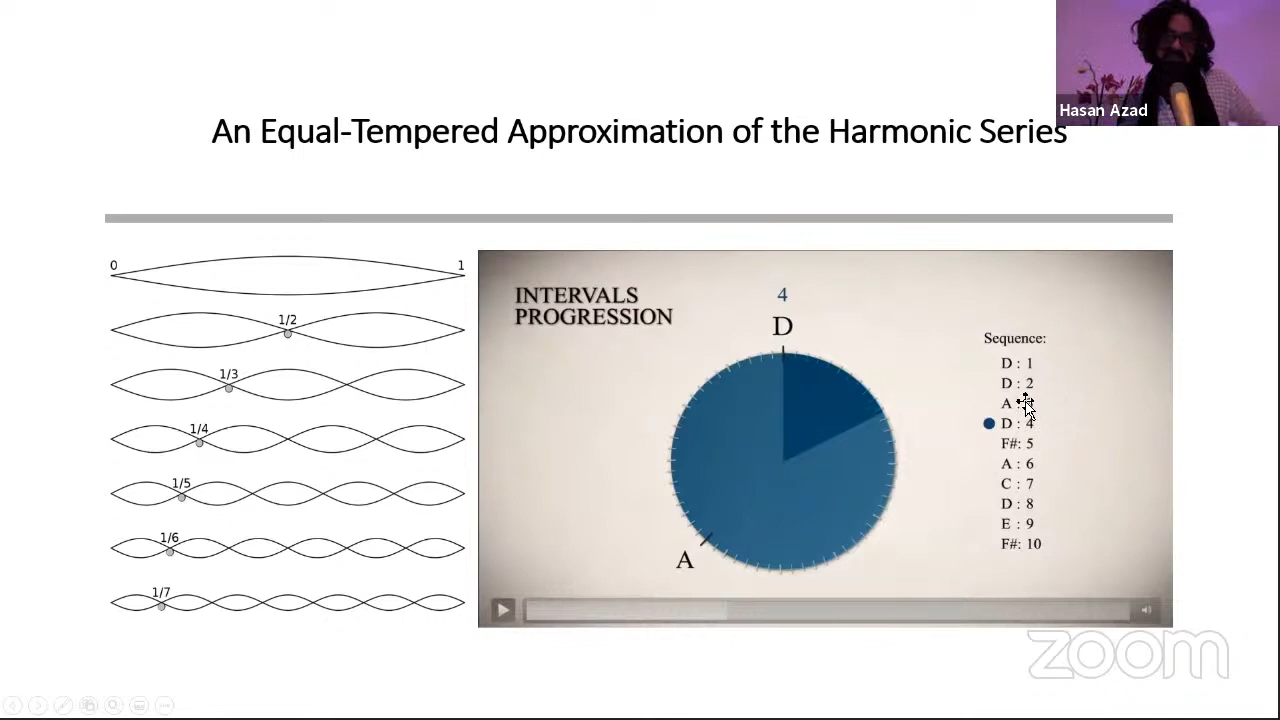 Hasan Azad
An Equal-Tempered Approximation of the Harmonic Series
0
1
1/2
1/3
1/4
1/5
1/6
1/7
INTERVALS
PROGRESSION
4
D
A
Sequence:
D : 1
D : 2
A :
D : 4
F#: 5
A : 6
C : 7
D : 8
E : 9
F#: 10
zoom